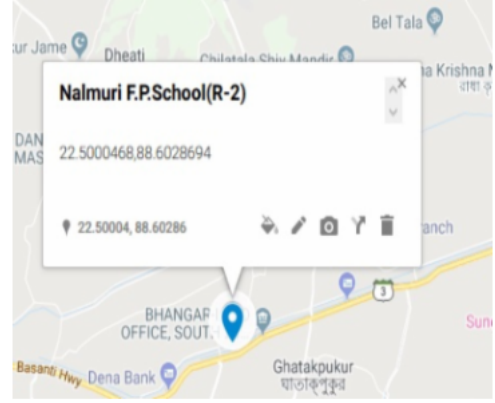 Bel Tala
ur Jame
Dheati
Chilatala Shiv Mandir
a Krishna
Nalmuri F.P.School(R-2)
22.5000468,88.6028694
DAN
MAS
22.50004, 88.60286
anch
3
BHANGAR
OFFICE, SOUT
Sun
Basanti Hwy
Dena Bank
Ghatakpukur
ঘাতকপুকুর